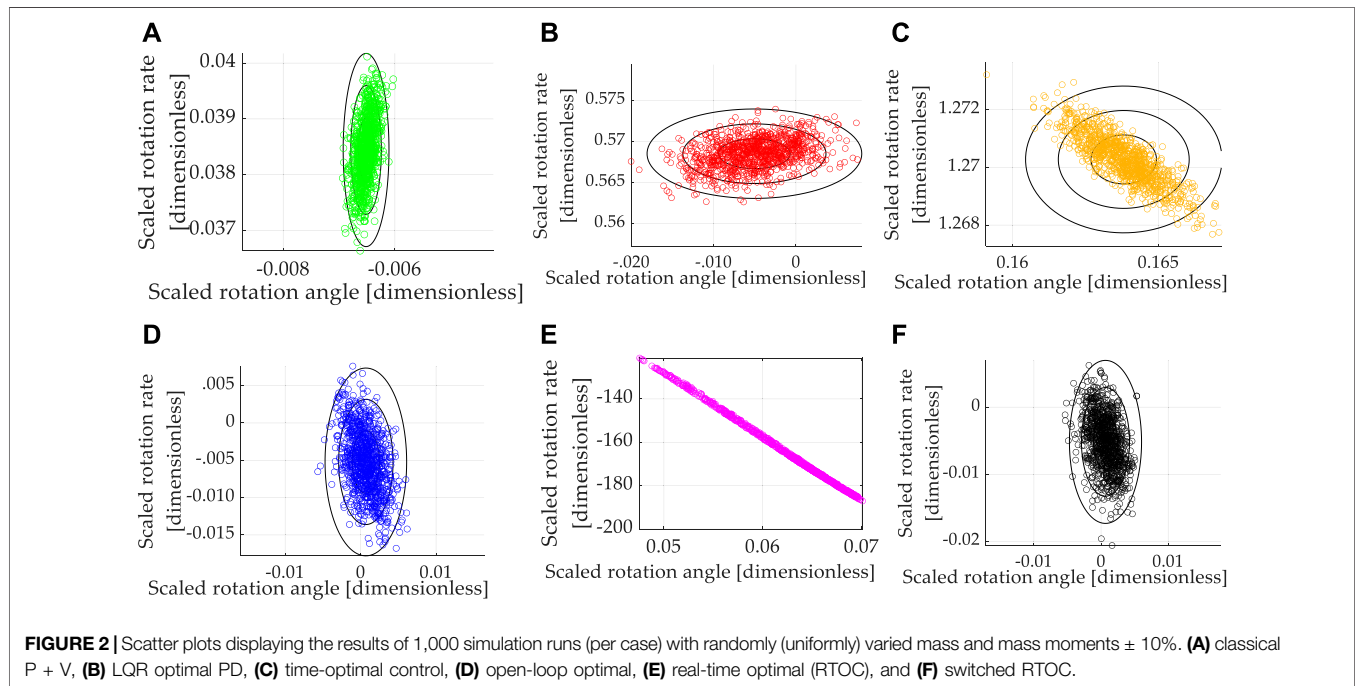 A
Scaled rotation rate
[dimensionless]
0.04
0.039
0.038
0.037
-0.008
-0.006
Scaled rotation angle [dimensionless]
B
Scaled rotation rate
[dimensionless]
0.575
0.57
0.565
0.56
-.020
-.010
0
Scaled rotation angle [dimensionless]
C
Scaled rotation rate
[dimensionless]
1.272
1.27
1.268
0.16
0.165
Scaled rotation angle [dimensionless]
D
Scaled rotation rate
[dimensionless]
.005
0
-.005
-0.010
-0.015
-0.01
0
0.01
Scaled rotation angle [dimensionless]
E
Scaled rotation rate
[dimensionless]
-140
-160
-180
-200
0.05
0.06
0.07
Scaled rotation angle [dimensionless]
F
Scaled rotation rate
[dimensionless]
0
-0.01
-0.02
-0.01
0
0.01
Scaled rotation angle [dimensionless]
FIGURE 2 | Scatter plots displaying the results of 1,000 simulation runs (per case) with randomly (uniformly) varied mass and mass moments ± 10%. (A) classical
P + V, (B) LQR optimal PD, (C) time-optimal control, (D) open-loop optimal, (E) real-time optimal (RTOC), and (F) switched RTOC.